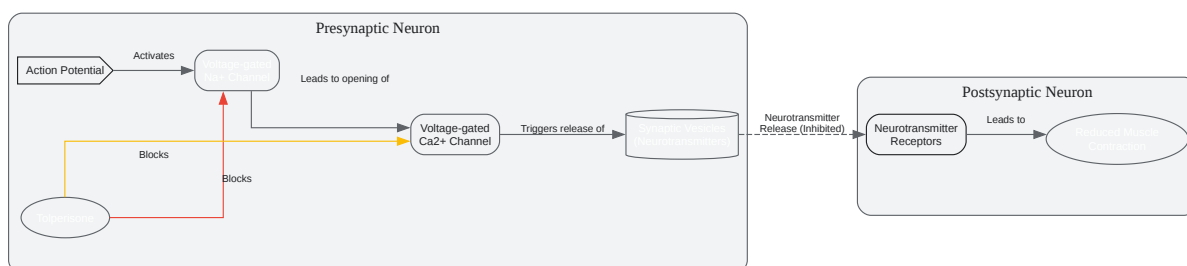 Presynaptic Neuron
Action Potential
Activates
Voltage-gated
Na+ Channel
Leads to opening of
Voltage-gated
Ca2+ Channel
Triggers release of
Synaptic Vesicles
(Neurotransmitters)
Blocks
Blocks
Tolperisone
Neurotransmitter
Release (Inhibited)
Postsynaptic Neuron
Neurotransmitter
Receptors
Leads to
Reduced Muscle
Contraction